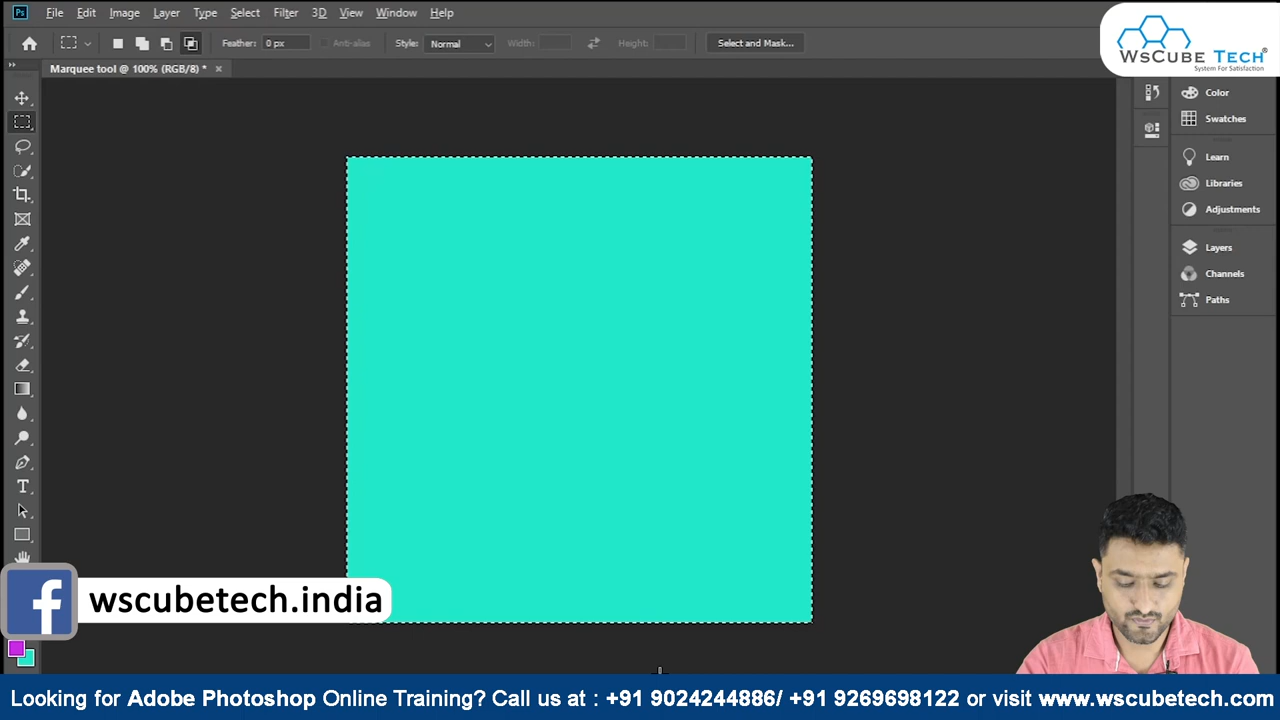 Ps File Edit Image Layer Type Select Filter 3D View Window Help
Feather: 0 px Anti-alias Style: Normal Width: Height: Select and Mask...
WsCube Tech®
System For Satisfaction
Marquee tool @ 100% (RGB/8) * ×
Color
Swatches
Learn
Libraries
Adjustments
Layers
Channels
Paths
T
f wscubetech.india
Looking for Adobe Photoshop Online Training? Call us at : +91 9024244886/ +91 9269698122 or visit www.wscubetech.com